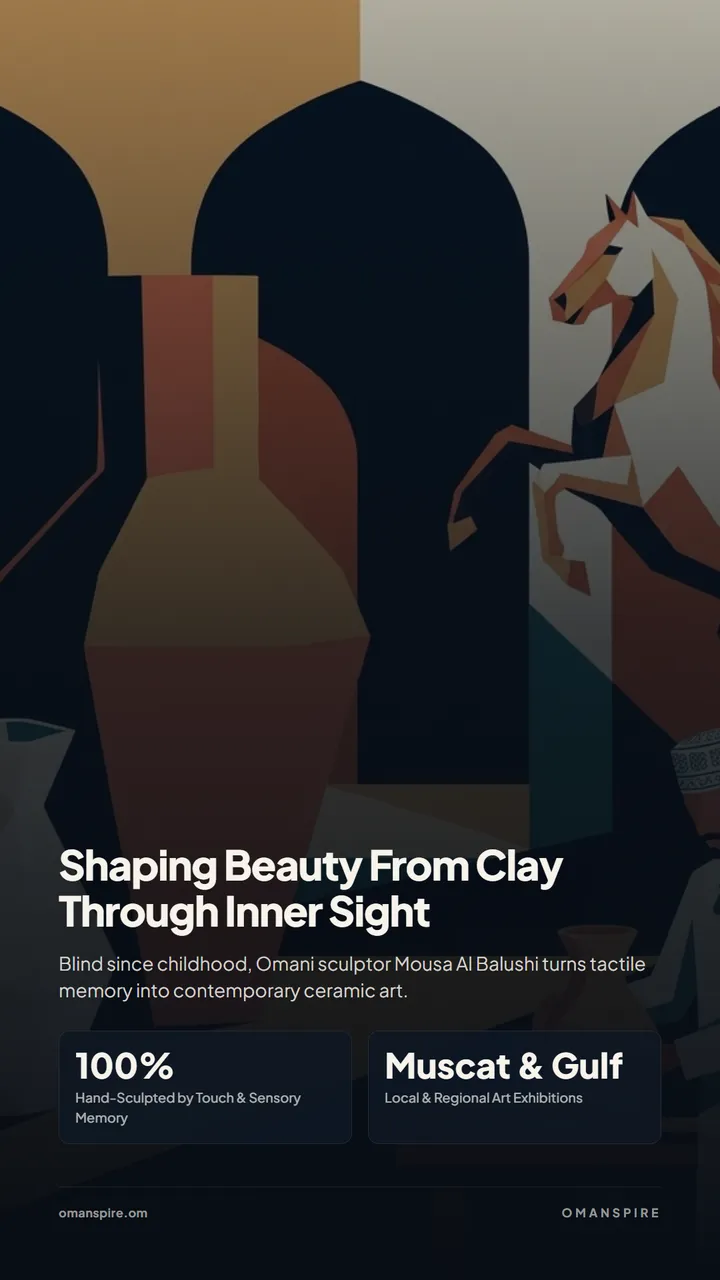 Shaping Beauty From Clay
Through Inner Sight
Blind since childhood, Omani sculptor Mousa Al Balushi turns tactile
memory into contemporary ceramic art.
100%
Hand-Sculpted by Touch & Sensory
Memory
Muscat & Gulf
Local & Regional Art Exhibitions
omanspire.om
OMANSPIRE